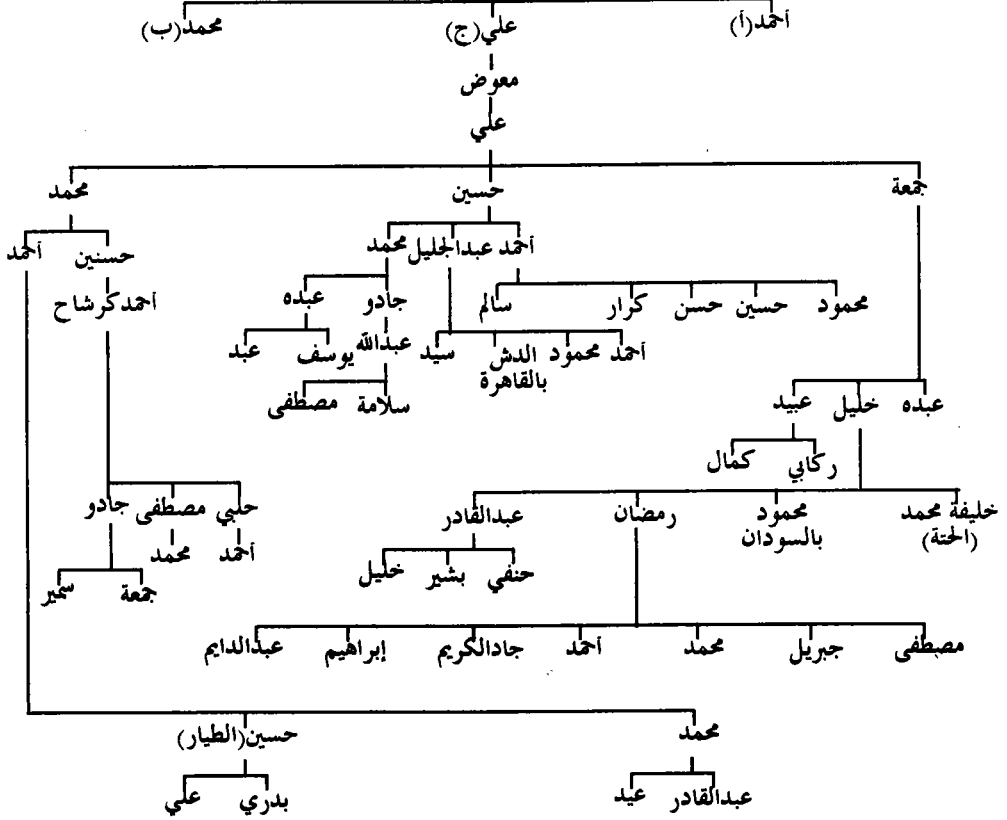 أحمد(أ) علي(ج) محمد(ب)
معوض
علي
جمعة حسين محمد
أحمد عبدالجليل محمد حسنين أحمد
محمود حسين حسن كرار سالم جادو عبده أحمدكرشاح
أحمد محمود الدش سيد عبدالله يوسف عبد
بالقاهرة
عبده خليل عبيد سلامة مصطفى
ركابي كمال
خليفة محمد محمود رمضان عبدالقادر حلبي مصطفى جادو
(الحتة) بالسودان
حنفي بشير خليل أحمد محمد
جمعة سمير
مصطفى جبريل محمد أحمد جادالكريم إبراهيم عبدالدايم
محمد حسين(الطيار)
عبدالقادر عيد بدري علي